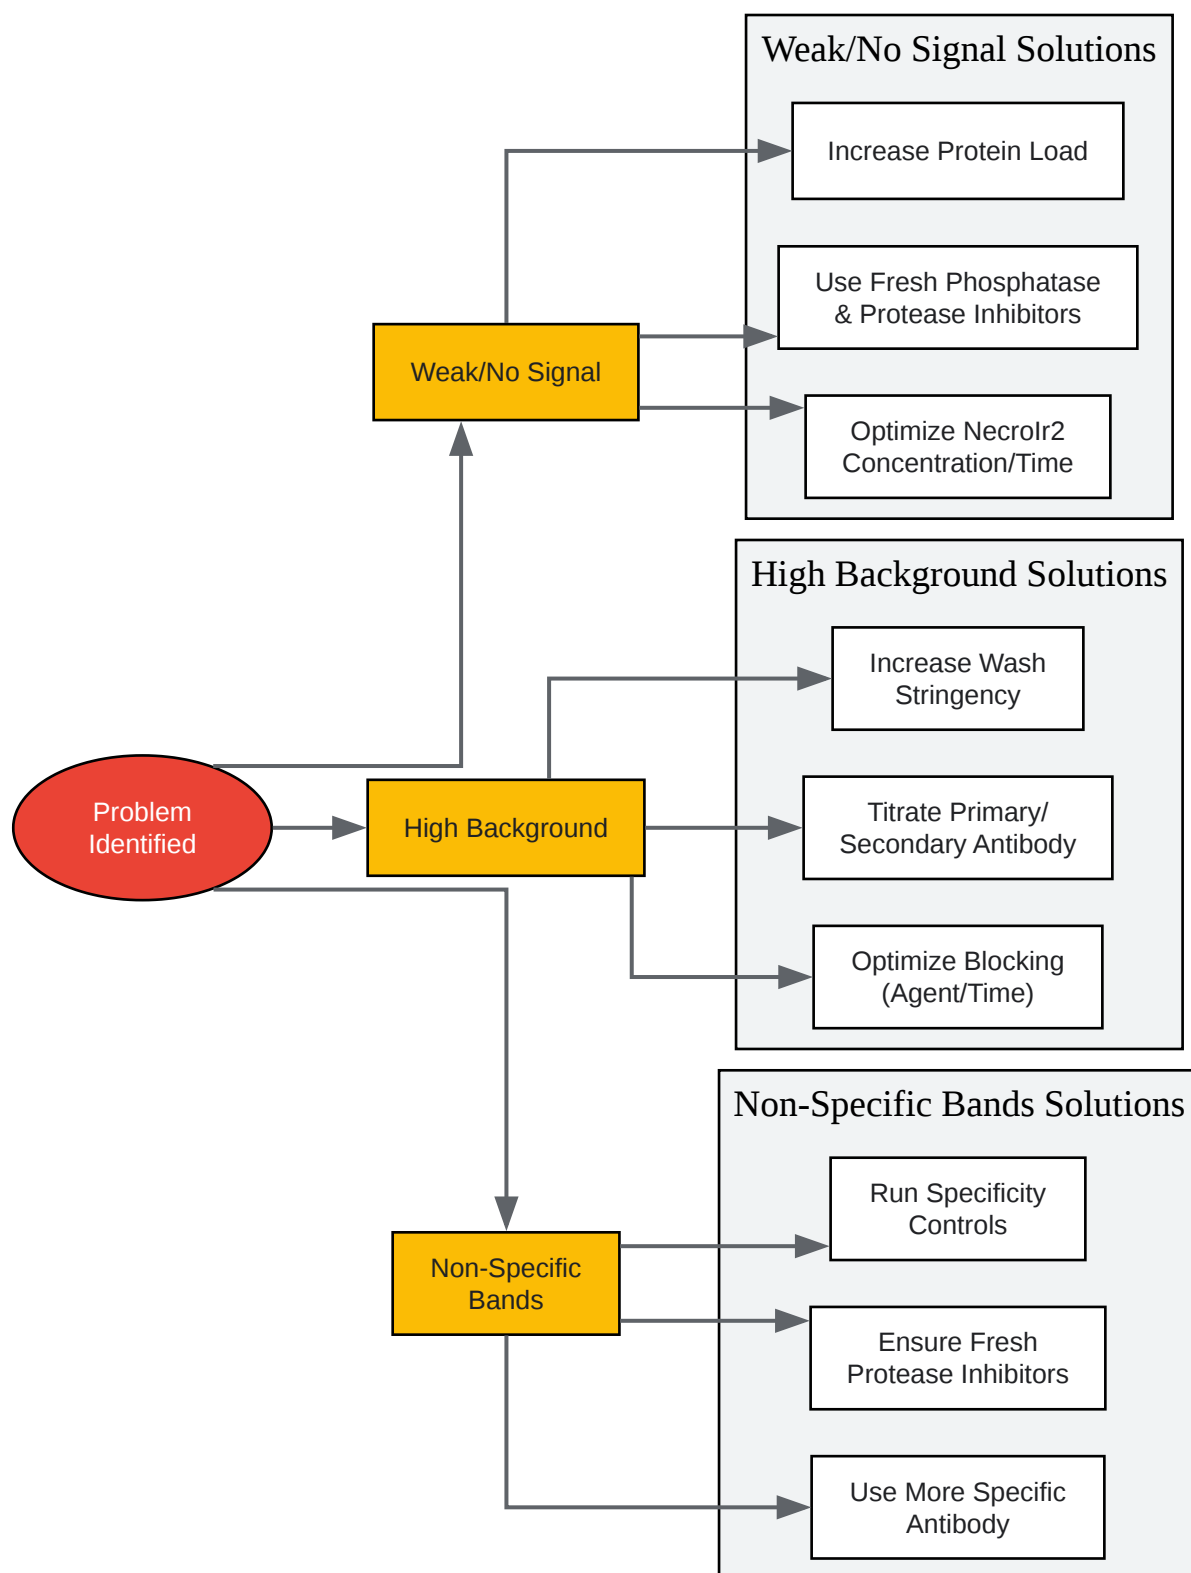 Weak/No Signal Solutions
Increase Protein Load
Use Fresh Phosphatase
& Protease Inhibitors
Weak/No Signal
Optimize NecroIr2
Concentration/Time
High Background Solutions
Increase Wash
Stringency
Problem
Identified
High Background
Titrate Primary/
Secondary Antibody
Optimize Blocking
(Agent/Time)
Non-Specific Bands Solutions
Run Specificity
Controls
Non-Specific
Bands
Ensure Fresh
Protease Inhibitors
Use More Specific
Antibody